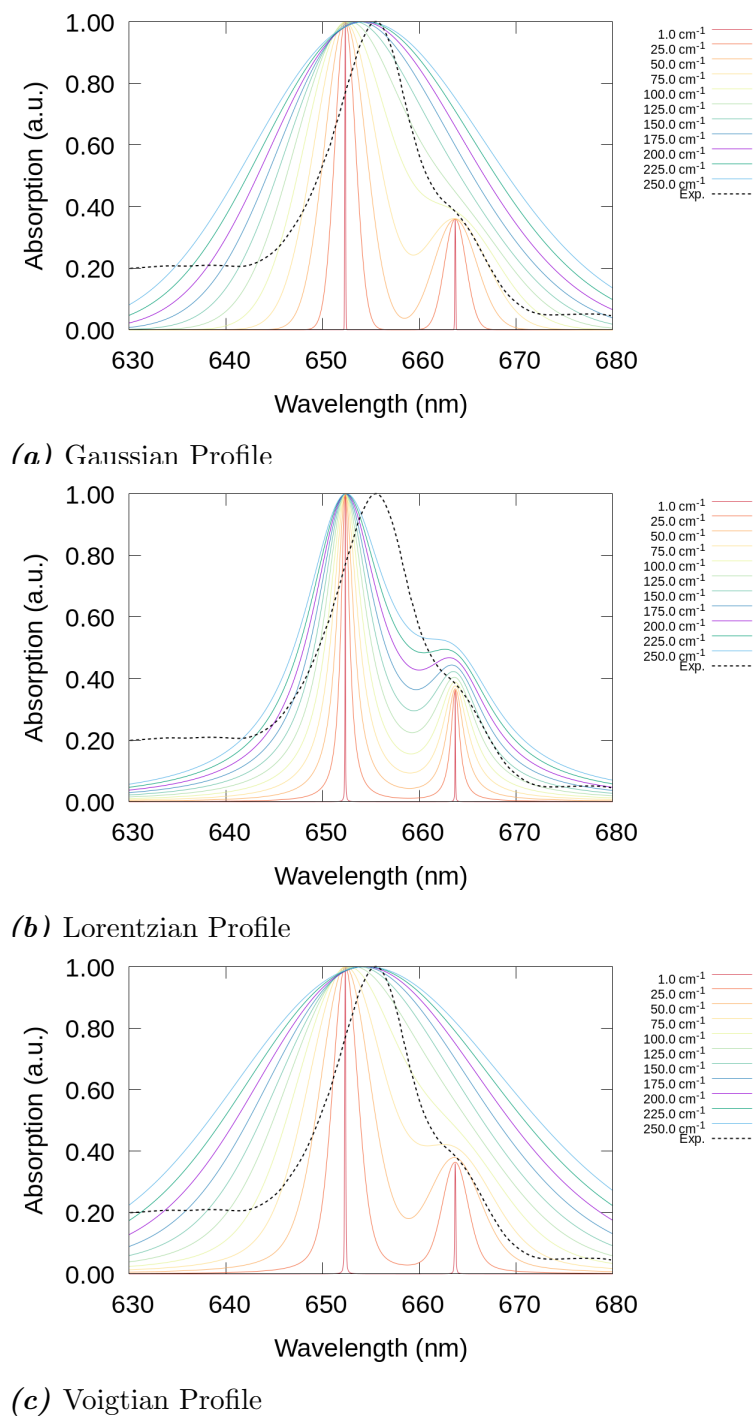 1.00
0.80
0.60
0.40
0.20
0.00
Absorption (a.u.)
630 640 650 660 670 680
Wavelength (nm)
1.0 cm-1
25.0 cm-1
50.0 cm-1
75.0 cm-1
100.0 cm-1
125.0 cm-1
150.0 cm-1
175.0 cm-1
200.0 cm-1
225.0 cm-1
250.0 cm-1
Exp.
(a) Gaussian Profile
1.00
0.80
0.60
0.40
0.20
0.00
Absorption (a.u.)
630 640 650 660 670 680
Wavelength (nm)
1.0 cm-1
25.0 cm-1
50.0 cm-1
75.0 cm-1
100.0 cm-1
125.0 cm-1
150.0 cm-1
175.0 cm-1
200.0 cm-1
225.0 cm-1
250.0 cm-1
Exp.
(b) Lorentzian Profile
1.00
0.80
0.60
0.40
0.20
0.00
Absorption (a.u.)
630 640 650 660 670 680
Wavelength (nm)
1.0 cm-1
25.0 cm-1
50.0 cm-1
75.0 cm-1
100.0 cm-1
125.0 cm-1
150.0 cm-1
175.0 cm-1
200.0 cm-1
225.0 cm-1
250.0 cm-1
Exp.
(c) Voigtian Profile